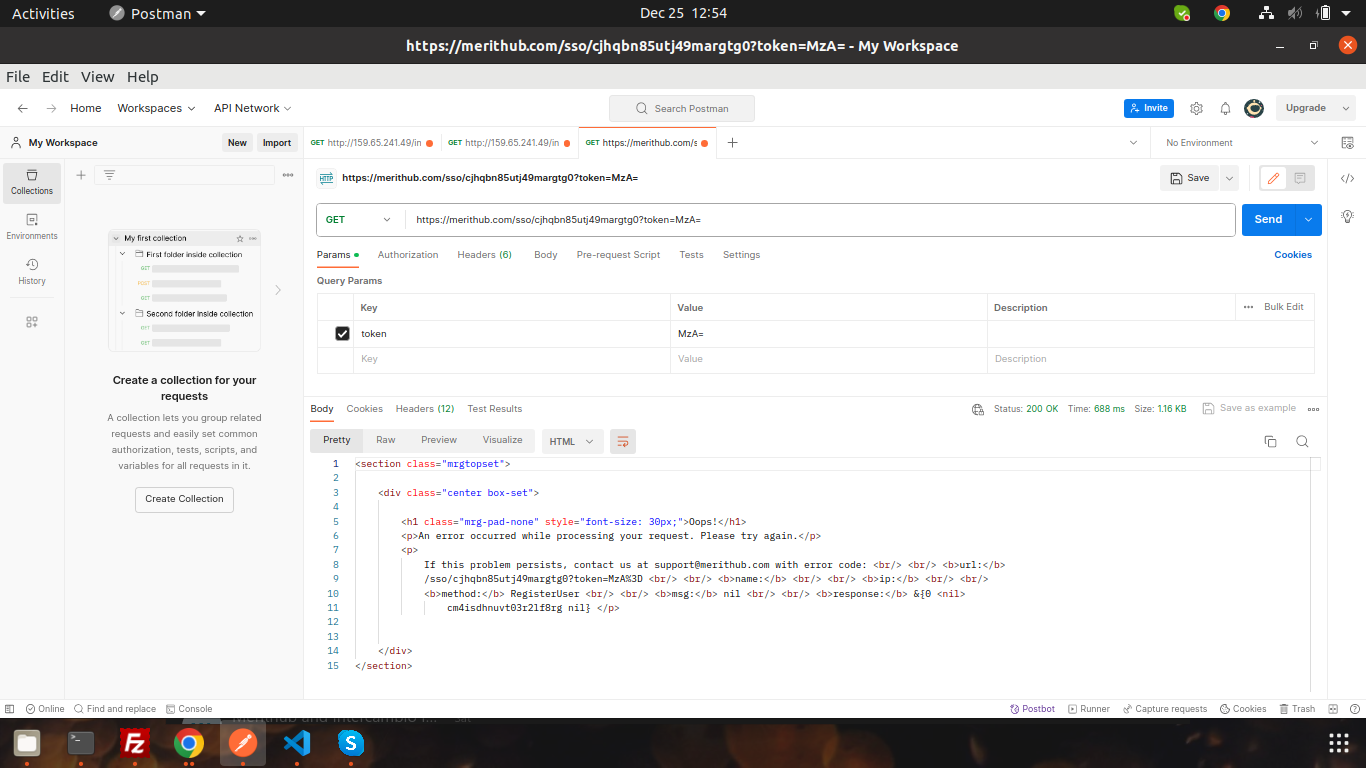 Activities
Postman
Dec 25 12:54
https://merithub.com/sso/cjhqbn85utj49margtg0?token=MzA= - My Workspace
File Edit View Help
Home Workspaces API Network
Search Postman
Invite
Upgrade
My Workspace
New Import
GET http://159.65.241.49/in
GET http://159.65.241.49/in
GET https://merithub.com/s
No Environment
Collections
Environments
History
My first collection
First folder inside collection
GET
POST
GET
Second folder inside collection
GET
GET
Create a collection for your
requests
A collection lets you group related
requests and easily set common
authorization, tests, scripts, and
variables for all requests in it.
Create Collection
HTTP https://merithub.com/sso/cjhqbn85utj49margtg0?token=MzA=
Save
GET https://merithub.com/sso/cjhqbn85utj49margtg0?token=MzA=
Send
Params Authorization Headers (6) Body Pre-request Script Tests Settings
Cookies
Query Params
Key Value Description Bulk Edit
token MzA=
Key Value Description
Body Cookies Headers (12) Test Results
Status: 200 OK Time: 688 ms Size: 1.16 KB Save as example
Pretty Raw Preview Visualize HTML
1 <section class="mrgtopset">
2
3 <div class="center box-set">
4
5 <h1 class="mrg-pad-none" style="font-size: 30px;">Oops!</h1>
6 <p>An error occurred while processing your request. Please try again.</p>
7 <p>
8 If this problem persists, contact us at support@merithub.com with error code: <br/> <br/> <b>url:</b>
9 /sso/cjhqbn85utj49margtg0?token=MzA%3D <br/> <br/> <b>name:</b> <br/> <br/> <b>ip:</b> <br/> <br/>
10 <b>method:</b> RegisterUser <br/> <br/> <b>msg:</b> nil <br/> <br/> <b>response:</b> &{0 <nil>
11 cm4isdhnuvt03r2lf8rg nil} </p>
12
13
14 </div>
15 </section>
Online Find and replace Console
Postbot Runner Capture requests Cookies Trash
Merithub and Intercambio I... Sat